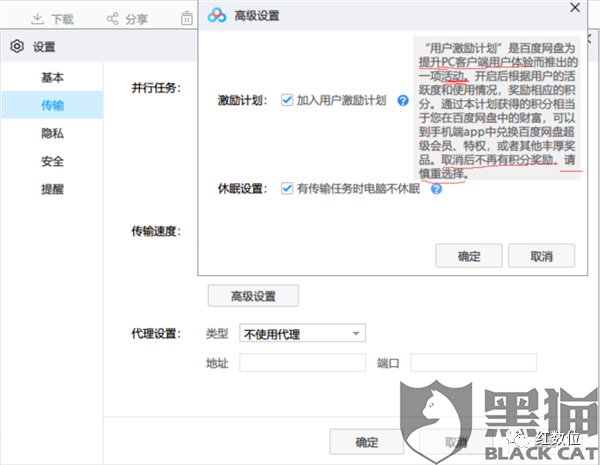 下载
分享
高级设置
设置
基本
传输
隐私
安全
提醒
并行任务:
激励计划:
加入用户激励计划
?
“用户激励计划”是百度网盘为
提升PC客户端用户体验而推出的
一项活动。开启后根据用户的活
跃度和使用情况，奖励相应的积
分。通过本计划获得的积分相当
于您在百度网盘中的财富，可以
到手机端app中兑换百度网盘超
级会员、特权，或者其他丰厚奖
品。取消后不再有积分奖励，请
慎重选择。
休眠设置:
有传输任务时电脑不休眠
?
确定
取消
传输速度:
高级设置
代理设置:
类型
不使用代理
地址
端口
确定
取消
黑猫
BLACK CAT
红数位